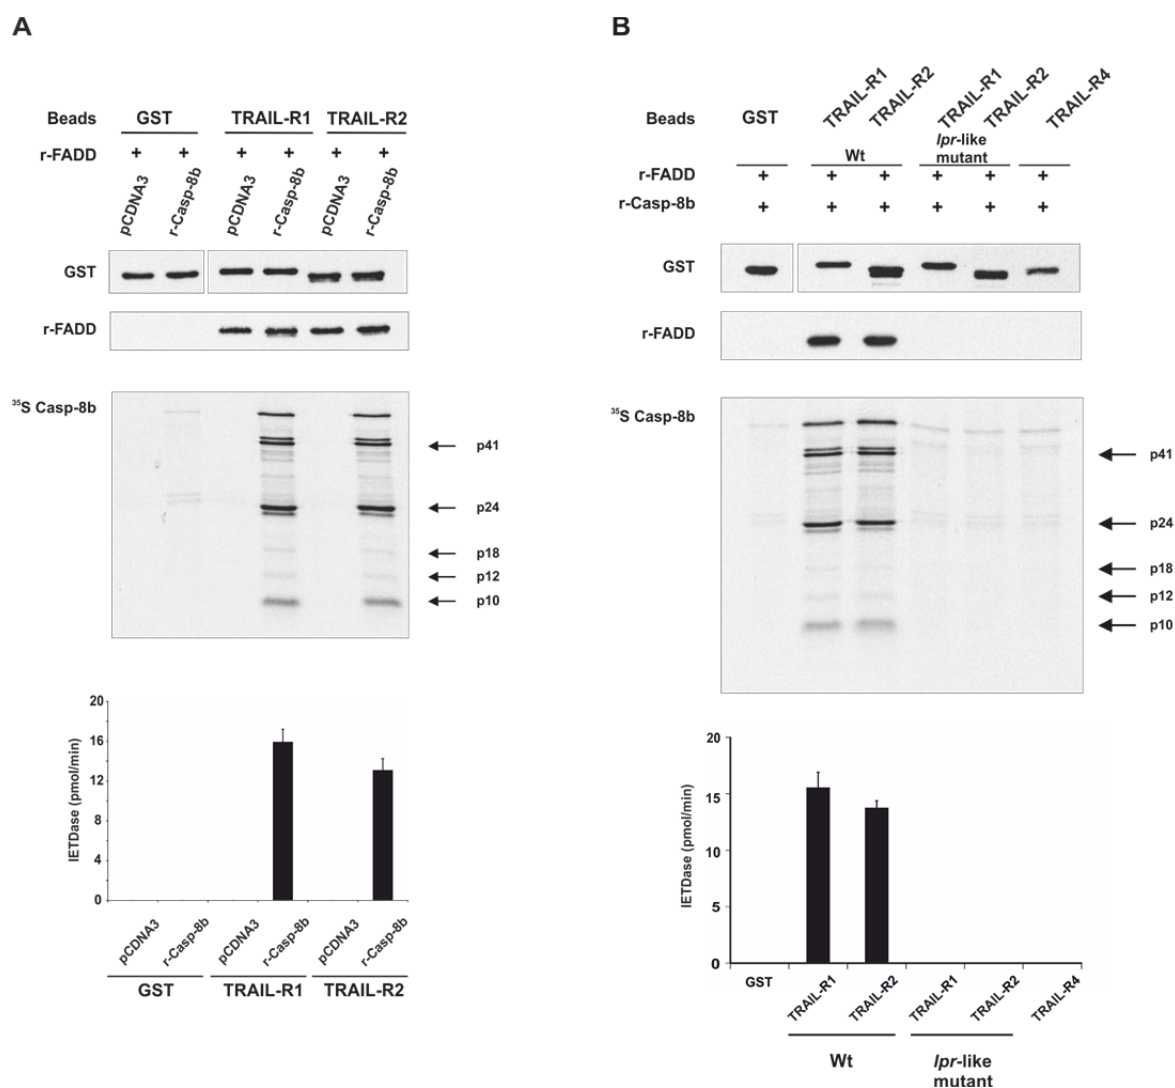 A
Beads GST TRAIL-R1 TRAIL-R2
r-FADD + + + + + +
pCDNA3 r-Casp-8b pCDNA3 r-Casp-8b pCDNA3 r-Casp-8b
GST
r-FADD
35S Casp-8b
p41
p24
p18
p12
p10
IETDase (pmol/min)
20
16
12
8
4
0
pCDNA3 r-Casp-8b pCDNA3 r-Casp-8b pCDNA3 r-Casp-8b
GST TRAIL-R1 TRAIL-R2
B
Beads GST TRAIL-R1 TRAIL-R2 TRAIL-R1 TRAIL-R2 TRAIL-R4
Wt lpr-like
mutant
r-FADD + + + + + +
r-Casp-8b + + + + + +
GST
r-FADD
35S Casp-8b
p41
p24
p18
p12
p10
IETDase (pmol/min)
20
15
10
5
0
GST TRAIL-R1 TRAIL-R2 TRAIL-R1 TRAIL-R2 TRAIL-R4
Wt lpr-like
mutant